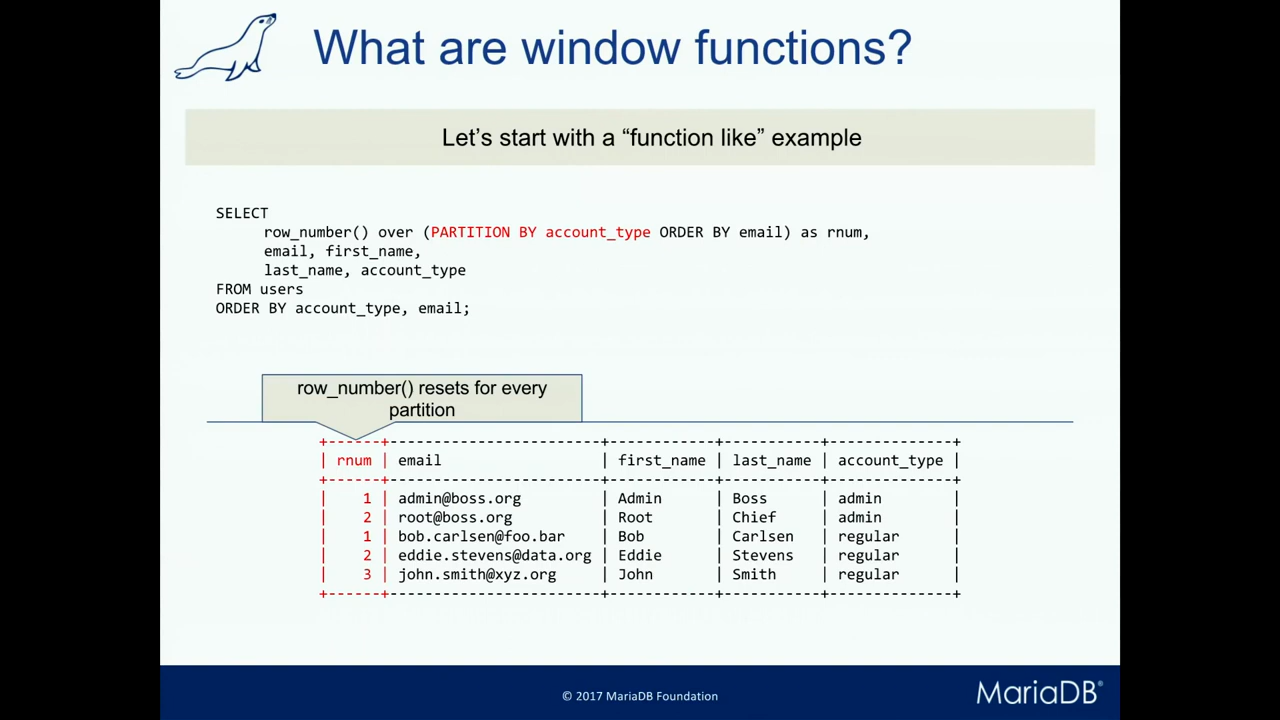 What are window functions?
Let's start with a “function like” example
SELECT
row_number() over (PARTITION BY account_type ORDER BY email) as rnum,
email, first_name,
last_name, account_type
FROM users
ORDER BY account_type, email;
row_number() resets for every
partition
+------+------------------------+------------+-----------+--------------+
| rnum | email | first_name | last_name | account_type |
+------+------------------------+------------+-----------+--------------+
| 1 | admin@boss.org | Admin | Boss | admin |
| 2 | root@boss.org | Root | Chief | admin |
| 1 | bob.carlsen@foo.bar | Bob | Carlsen | regular |
| 2 | eddie.stevens@data.org | Eddie | Stevens | regular |
| 3 | john.smith@xyz.org | John | Smith | regular |
+------+------------------------+------------+-----------+--------------+
© 2017 MariaDB Foundation
MariaDB®